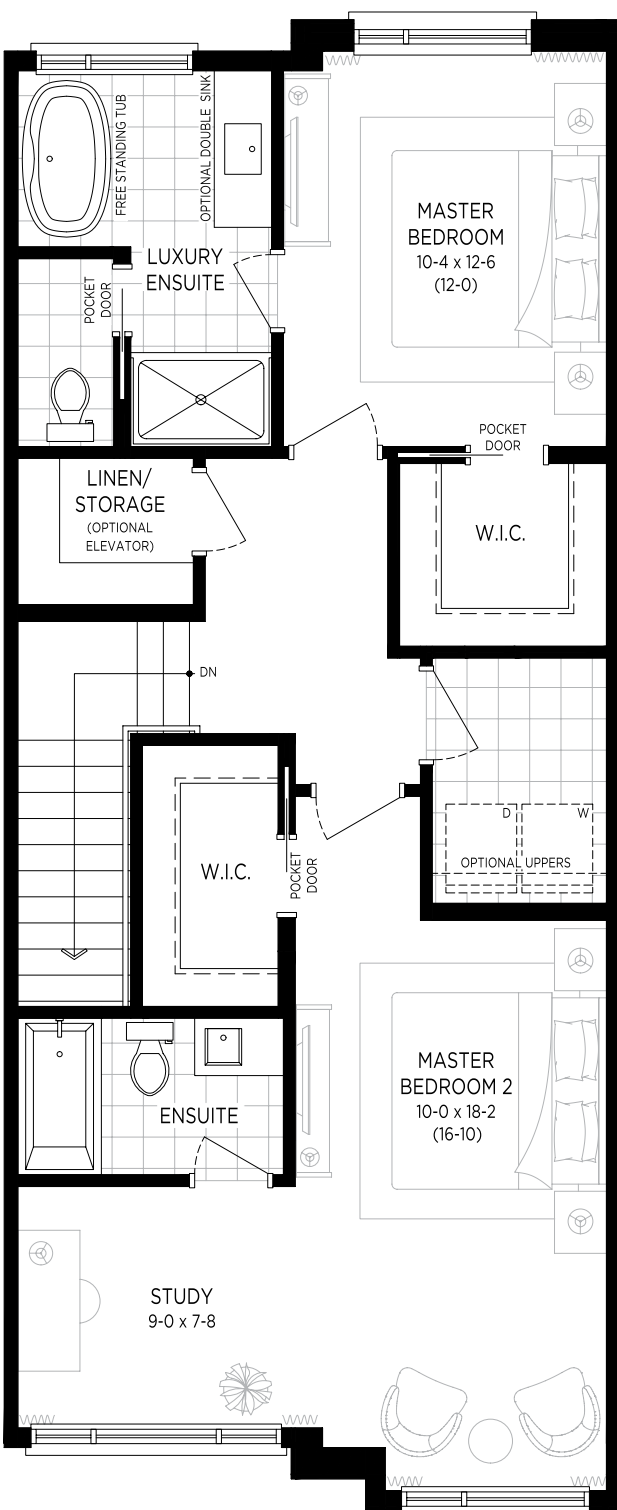 FREE STANDING TUB
OPTIONAL DOUBLE SINK
MASTER
BEDROOM
10-4 x 12-6
(12-0)
LUXURY
ENSUITE
POCKET
DOOR
POCKET
DOOR
LINEN/
STORAGE
(OPTIONAL
ELEVATOR)
W.I.C.
DN
D
W
OPTIONAL UPPERS
W.I.C.
POCKET
DOOR
MASTER
BEDROOM 2
10-0 x 18-2
(16-10)
ENSUITE
STUDY
9-0 x 7-8